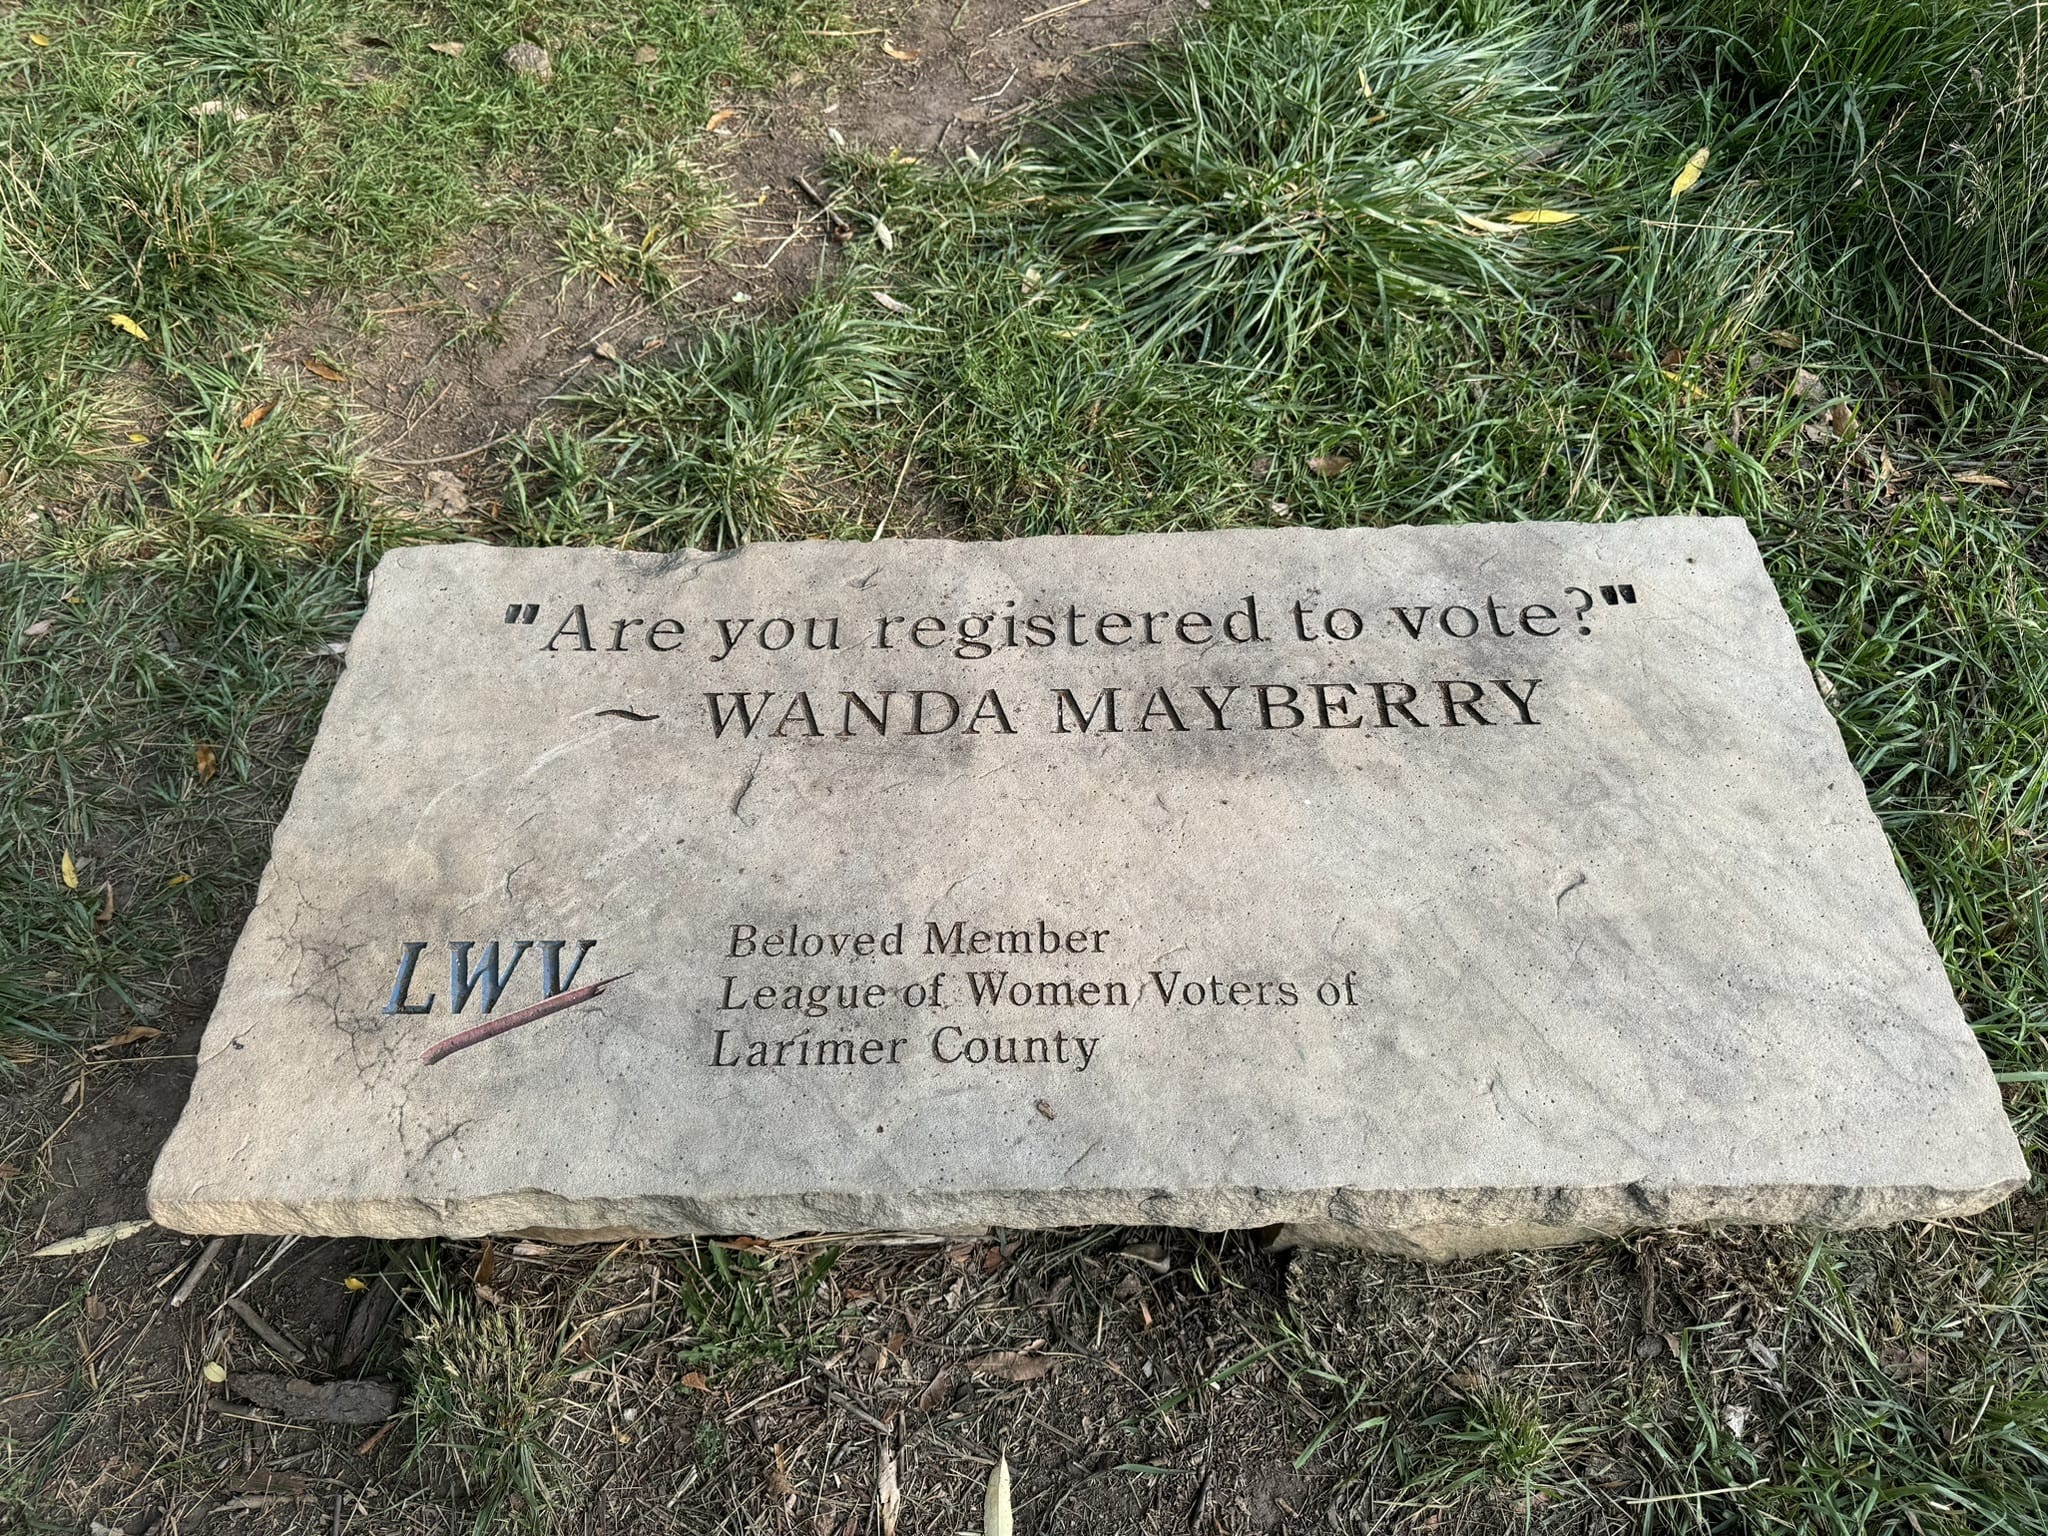 "Are you registered to vote?"
~ WANDA MAYBERRY
LWV
Beloved Member
League of Women Voters of
Larimer County